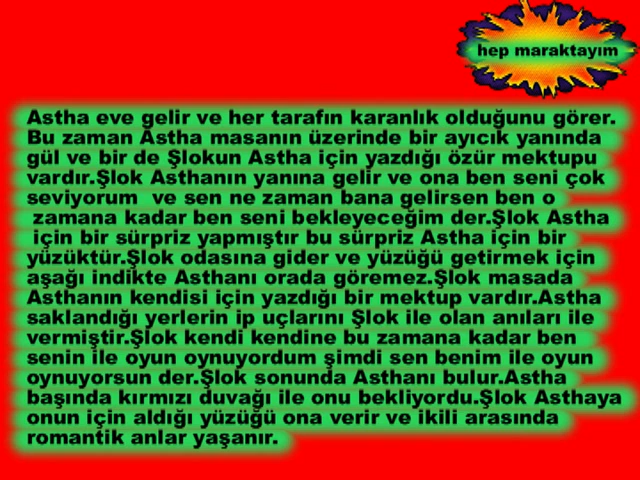 hep maraktayım
Astha eve gelir ve her tarafın karanlık olduğunu görer.
Bu zaman Astha masanın üzerinde bir ayıcık yanında
gül ve bir de Şlokun Astha için yazdığı özür mektupu
vardır.Şlok Asthanın yanına gelir ve ona ben seni çok
seviyorum  ve sen ne zaman bana gelirsen ben o
zamana kadar ben seni bekleyeceğim der.Şlok Astha
için bir sürpriz yapmıştır bu sürpriz Astha için bir
yüzüktür.Şlok odasına gider ve yüzüğü getirmek için
aşağı indikte Asthanı orada göremez.Şlok masada
Asthanın kendisi için yazdığı bir mektup vardır.Astha
saklandığı yerlerin ip uçlarını Şlok ile olan anıları ile
vermiştir.Şlok kendi kendine bu zamana kadar ben
senin ile oyun oynuyordum şimdi sen benim ile oyun
oynuyorsun der.Şlok sonunda Asthanı bulur.Astha
başında kırmızı duvağı ile onu bekliyordu.Şlok Asthaya
onun için aldığı yüzüğü ona verir ve ikili arasında
romantik anlar yaşanır.